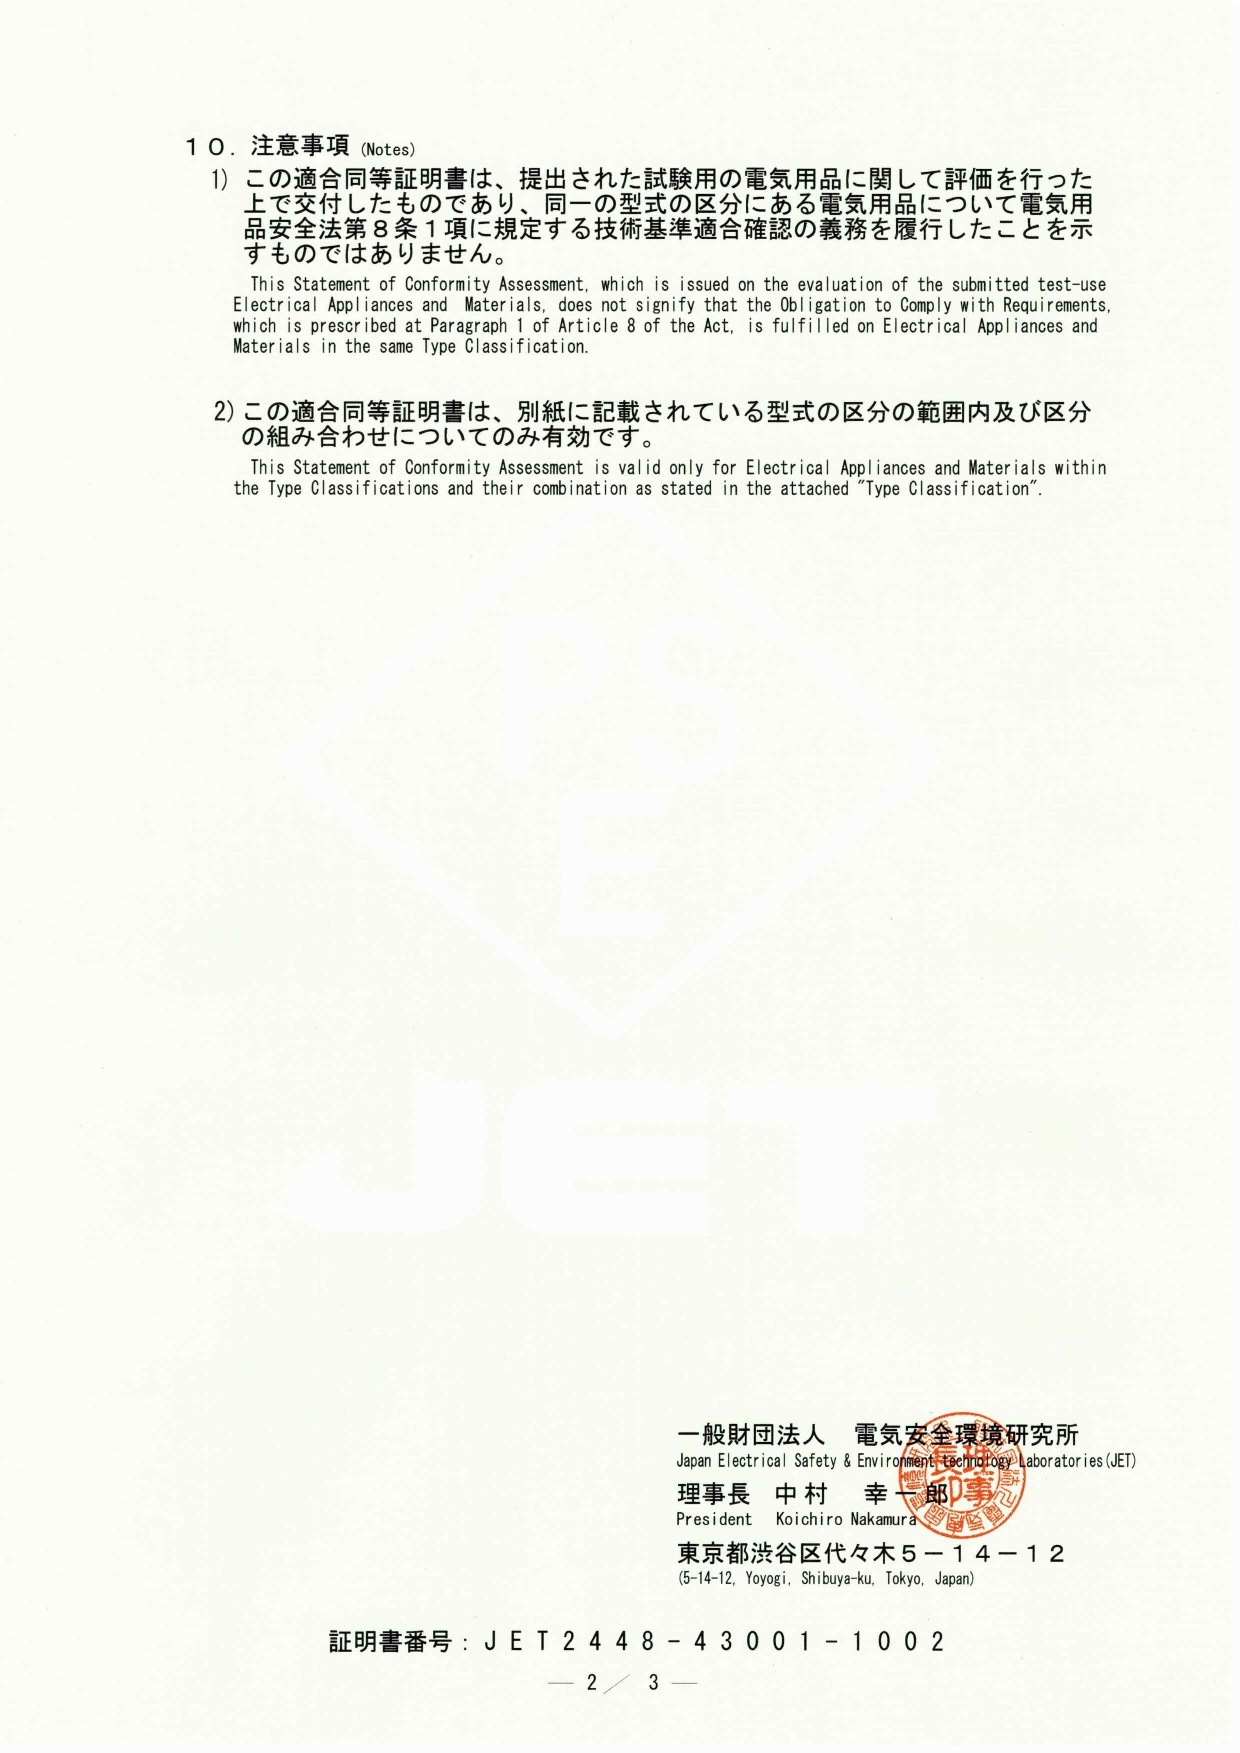 １０．注意事項 (Notes)
1) この適合同等証明書は、提出された試験用の電気用品に関して評価を行った
上で交付したものであり、同一の型式の区分にある電気用品について電気用
品安全法第８条１項に規定する技術基準適合確認の義務を履行したことを示
すものではありません。
This Statement of Conformity Assessment, which is issued on the evaluation of the submitted test-use
Electrical Appliances and Materials, does not signify that the Obligation to Comply with Requirements,
which is prescribed at Paragraph 1 of Article 8 of the Act, is fulfilled on Electrical Appliances and
Materials in the same Type Classification.
2) この適合同等証明書は、別紙に記載されている型式の区分の範囲内及び区分
の組み合わせについてのみ有効です。
This Statement of Conformity Assessment is valid only for Electrical Appliances and Materials within
the Type Classifications and their combination as stated in the attached "Type Classification".
PS
E
JET
一般財団法人　電気安全環境研究所
Japan Electrical Safety & Environment technology Laboratories(JET)
理事長　中村　幸一郎
President Koichiro Nakamura
理事
長印
東京都渋谷区代々木５－１４－１２
(5-14-12, Yoyogi, Shibuya-ku, Tokyo, Japan)
証明書番号：ＪＥＴ２４４８－４３００１－１００２
— 2 ／ 3 —